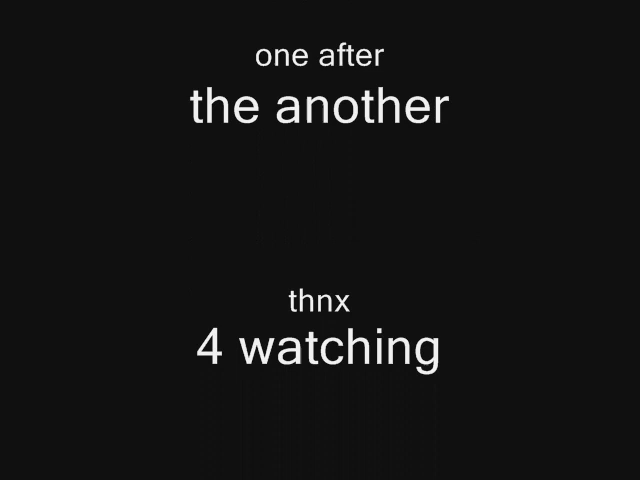 one after
the another
thnx
4 watching